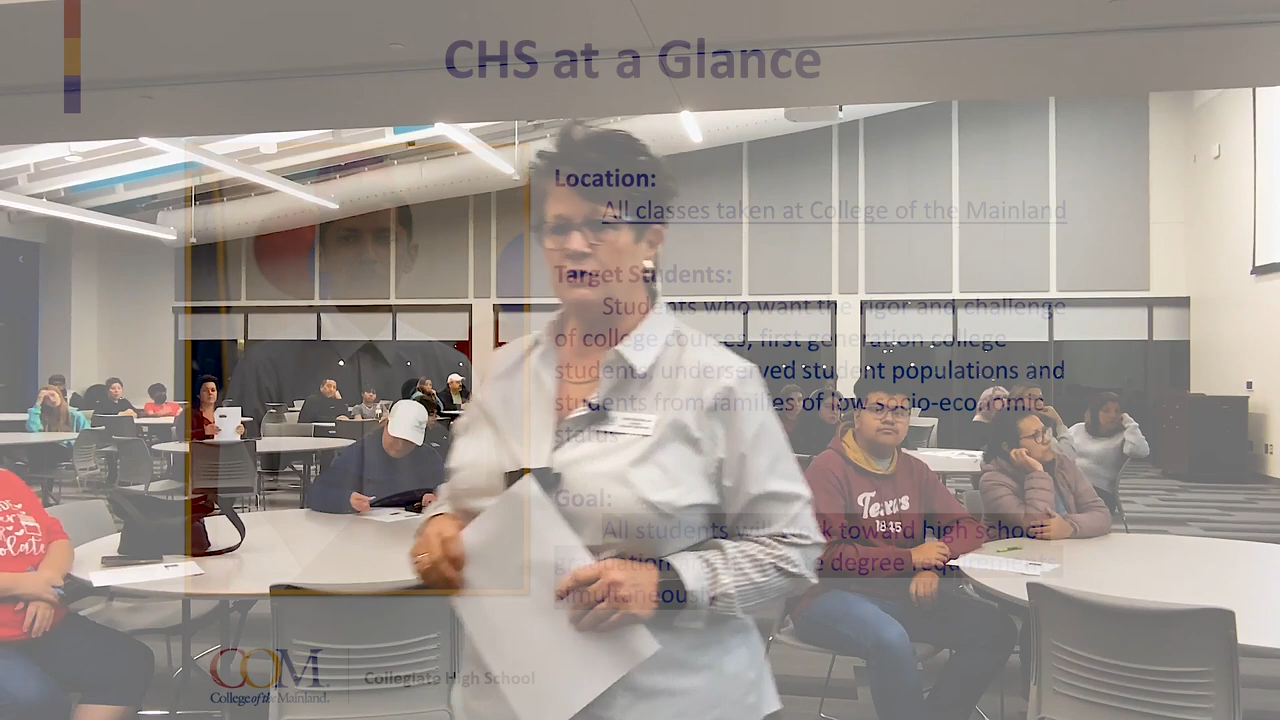 CHS at a Glance
Location:
All classes taken at College of the Mainland
Target Students:
Students who want the rigor and challenge
of college courses, first generation college
students, underserved student populations and
students from families of low socio-economic
status
Goal:
All students will work toward high school
simultaneously
degree requirements
Texas
1845
COM
College of the Mainland.
Collegiate High School